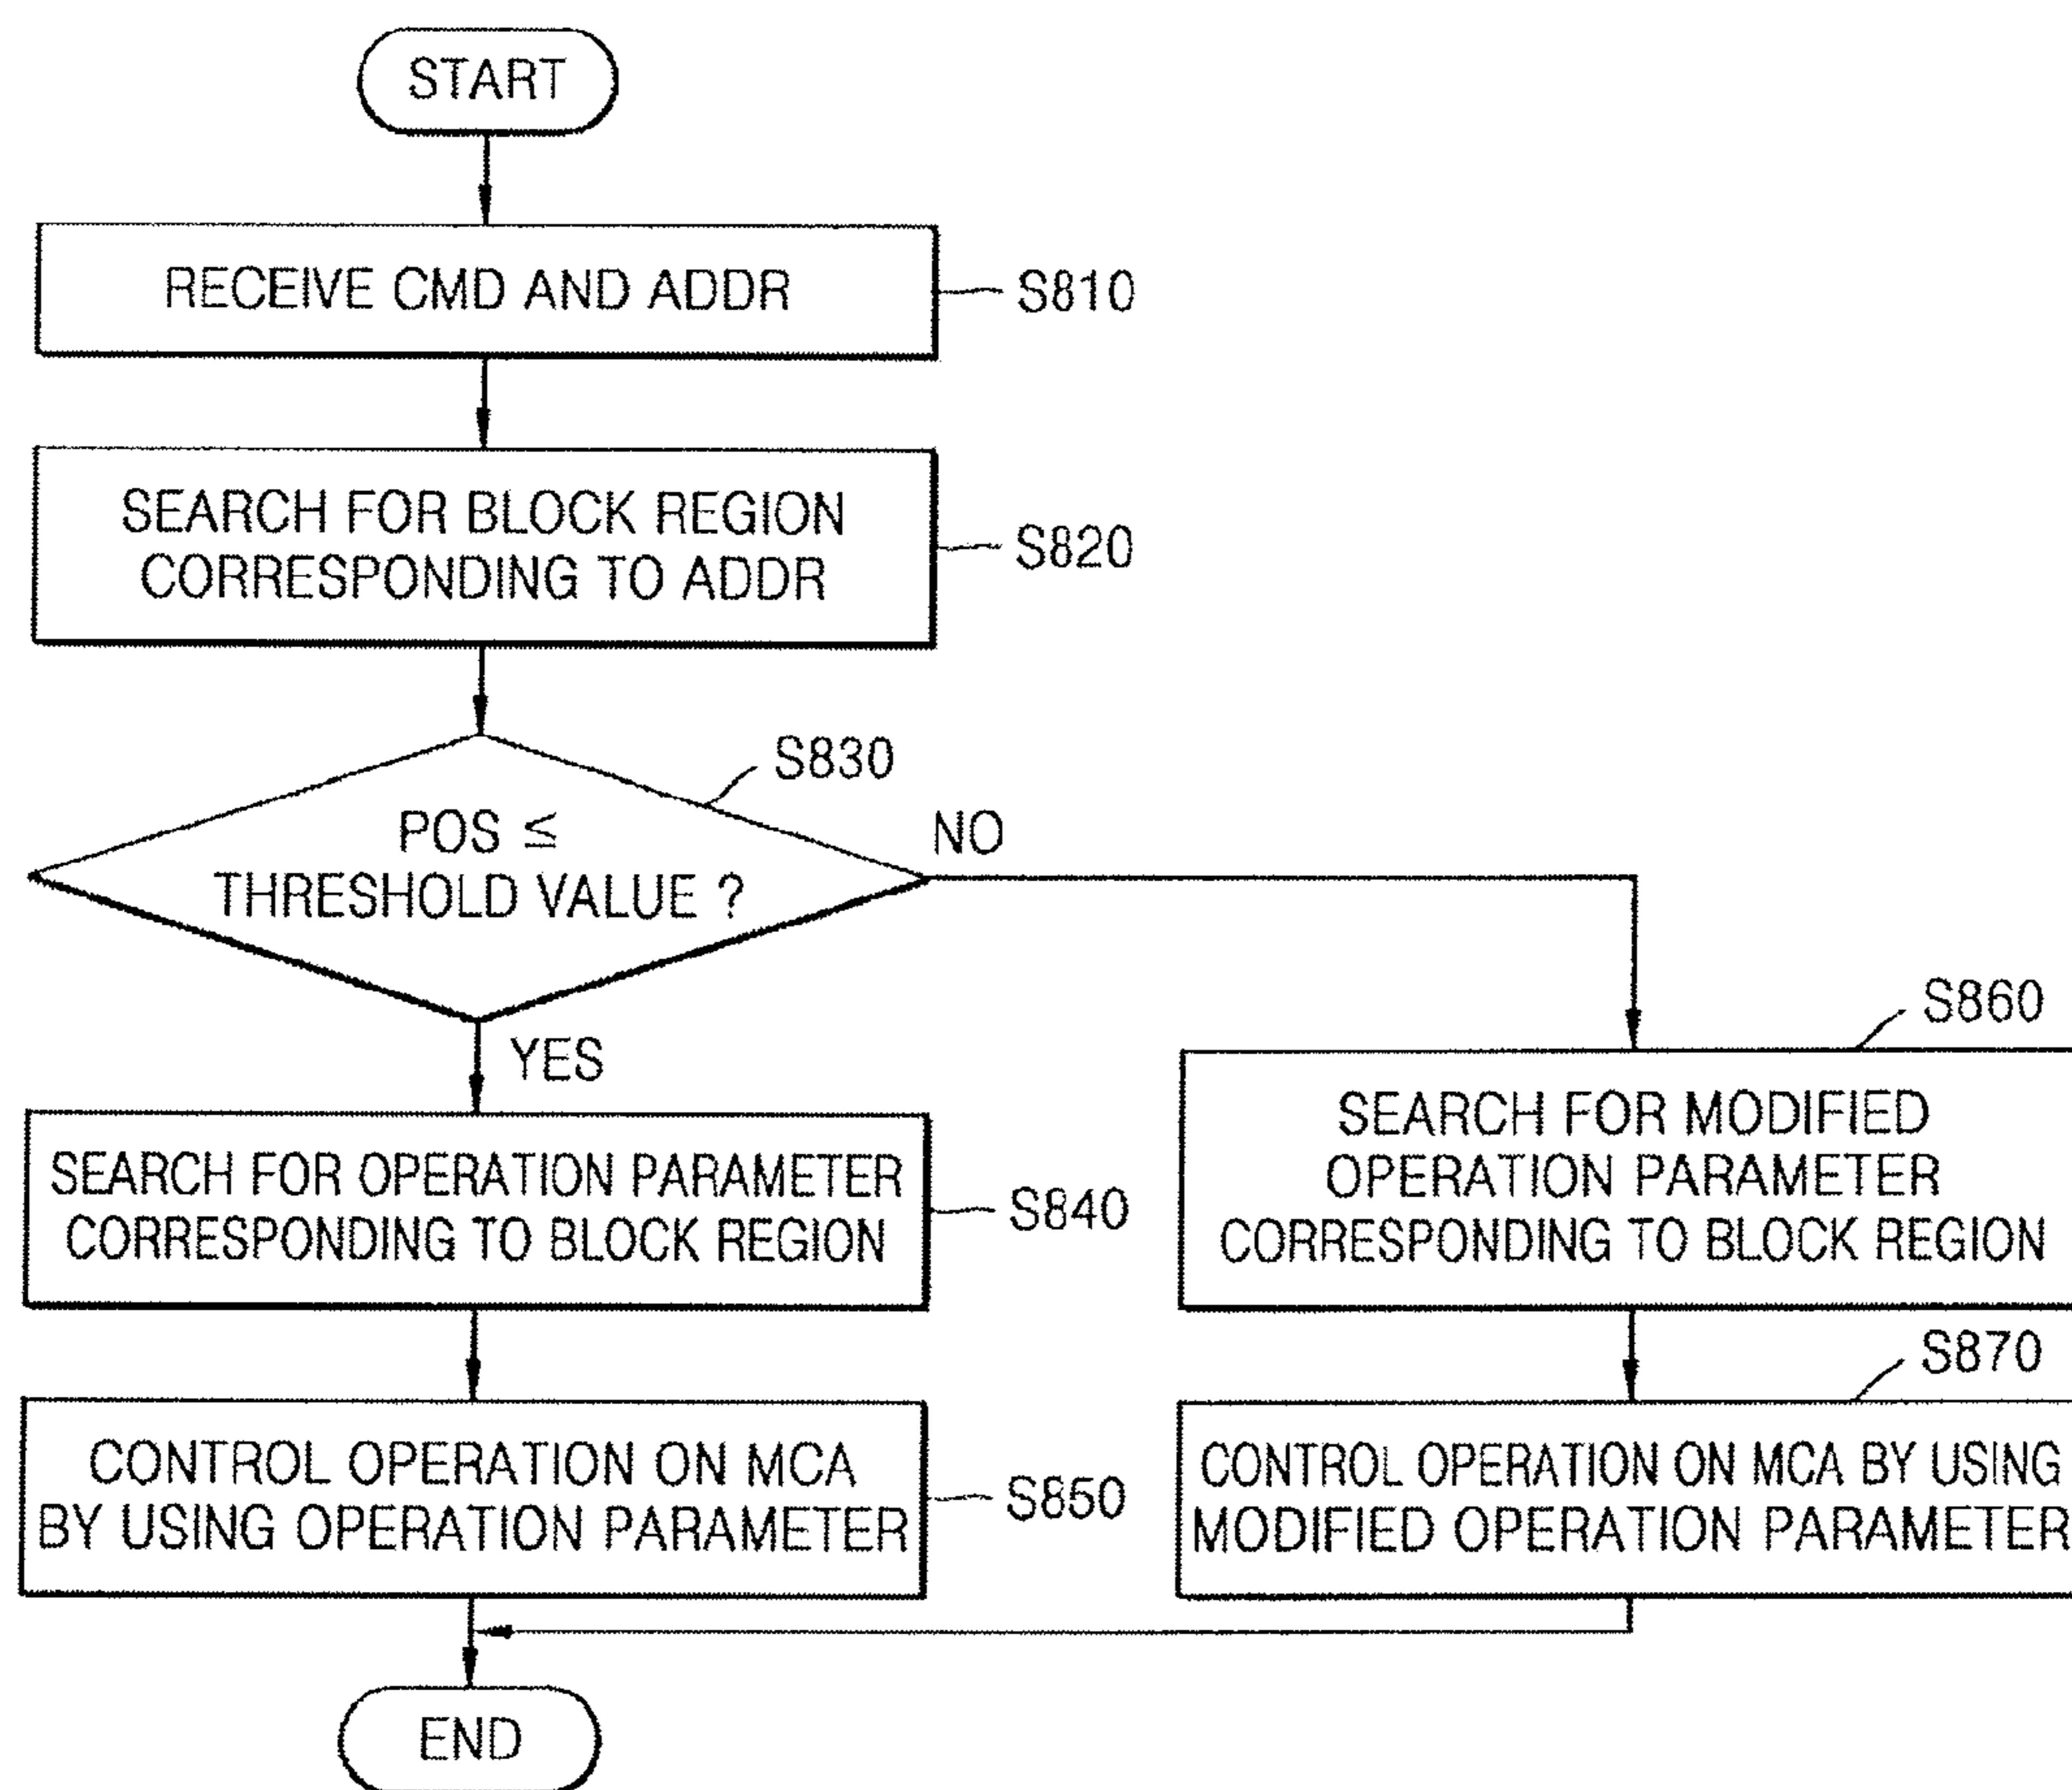 START
RECEIVE CMD AND ADDR
S810
SEARCH FOR BLOCK REGION
CORRESPONDING TO ADDR
S820
S830
POS ≦
THRESHOLD VALUE ?
NO
YES
SEARCH FOR OPERATION PARAMETER
CORRESPONDING TO BLOCK REGION
S840
CONTROL OPERATION ON MCA
BY USING OPERATION PARAMETER
S850
S860
SEARCH FOR MODIFIED
OPERATION PARAMETER
CORRESPONDING TO BLOCK REGION
S870
CONTROL OPERATION ON MCA BY USING
MODIFIED OPERATION PARAMETER
END